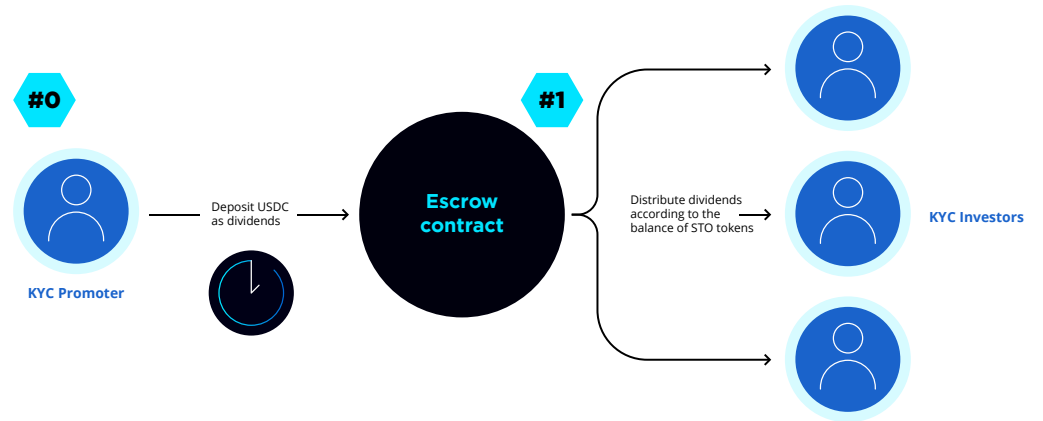 #0
KYC Promoter
Deposit USDC
as dividends
Escrow
contract
#1
Distribute dividends
according to the
balance of STO tokens
KYC Investors